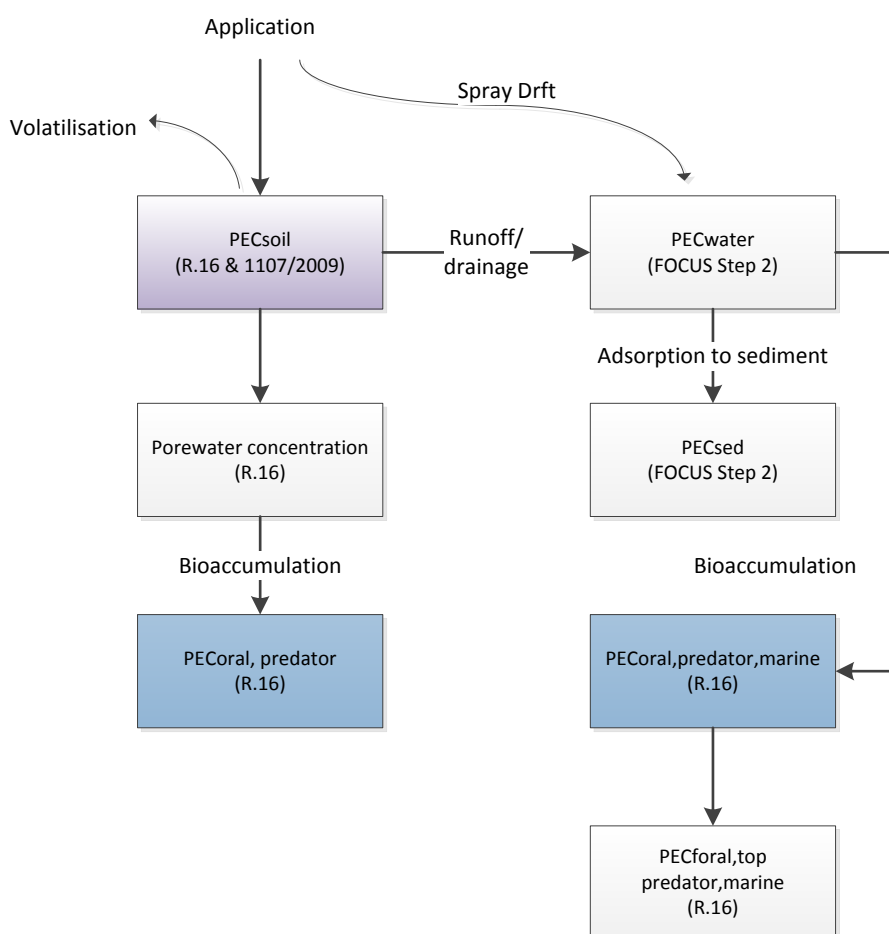 Application
Spray Drft
Volatilisation
PECsoil
(R.16 & 1107/2009)
Runoff/
drainage
PECwater
(FOCUS Step 2)
Adsorption to sediment
Porewater concentration
(R.16)
PECsed
(FOCUS Step 2)
Bioaccumulation
Bioaccumulation
PECoral, predator
(R.16)
PECoral,predator,marine
(R.16)
PECforal,top
predator,marine
(R.16)